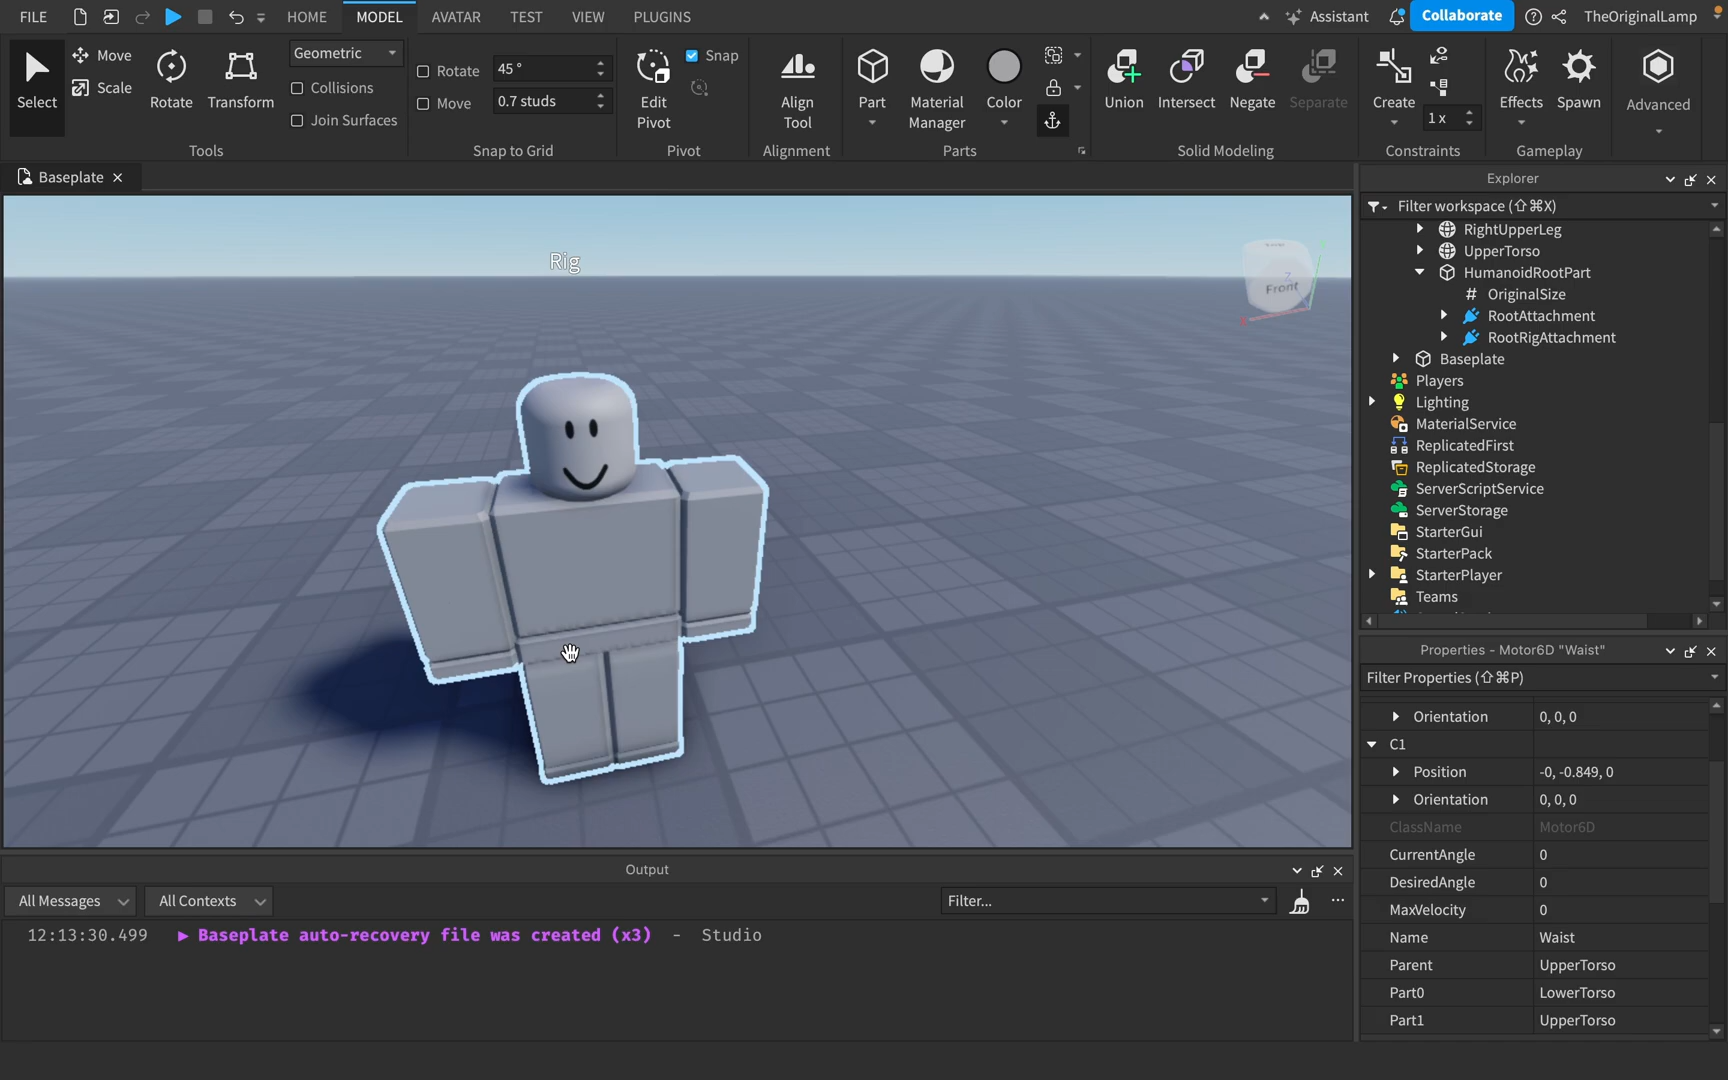 FILE HOME MODEL AVATAR TEST VIEW PLUGINS Assistant Collaborate TheOriginalLamp
Select Move Scale Rotate Transform Geometric Collisions Join Surfaces
Tools
Rotate 45 °
Move 0.7 studs
Snap to Grid
Edit Pivot Snap
Pivot
Align Tool
Alignment
Part Material Manager Color
Parts
Union Intersect Negate Separate
Solid Modeling
Create 1 x
Constraints
Effects Spawn
Gameplay
Advanced
Baseplate
Rig
Front
Explorer
Filter workspace (⇧⌘X)
RightUpperLeg
UpperTorso
HumanoidRootPart
# OriginalSize
RootAttachment
RootRigAttachment
Baseplate
Players
Lighting
MaterialService
ReplicatedFirst
ReplicatedStorage
ServerScriptService
ServerStorage
StarterGui
StarterPack
StarterPlayer
Teams
Properties - Motor6D "Waist"
Filter Properties (⇧⌘P)
Orientation 0, 0, 0
C1
Position -0, -0.849, 0
Orientation 0, 0, 0
ClassName Motor6D
CurrentAngle 0
DesiredAngle 0
MaxVelocity 0
Name Waist
Parent UpperTorso
Part0 LowerTorso
Part1 UpperTorso
Output
All Messages All Contexts Filter...
12:13:30.499 Baseplate auto-recovery file was created (x3) - Studio